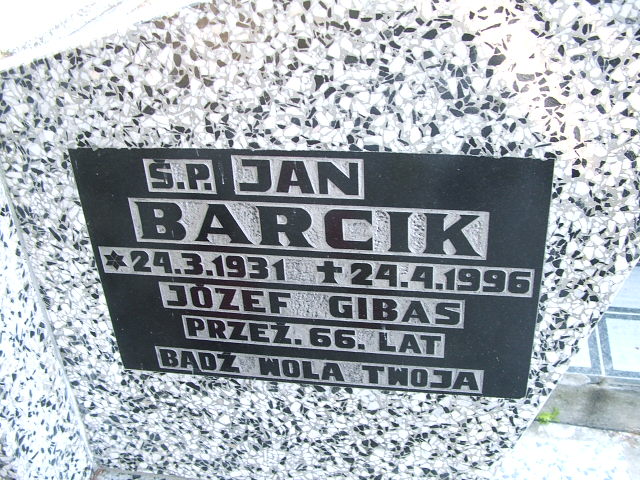 Ś.P. JAN
BARCIK
✶24.3.1931 ✝24.4.1996
JÓZEF GIBAS
PRZEŻ. 66. LAT
BĄDŹ WOLA TWOJA